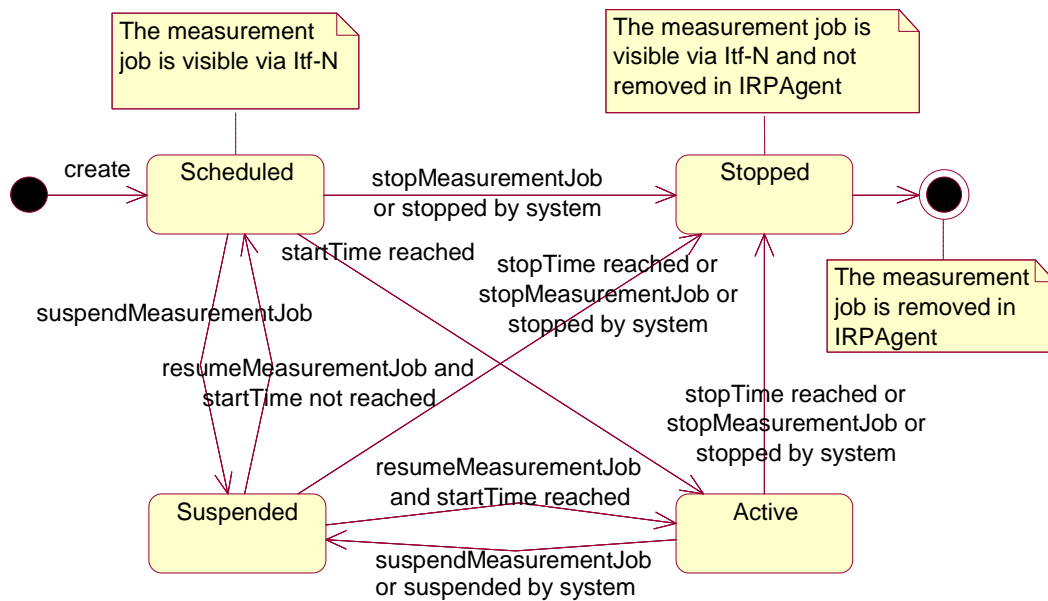 The measurement
job is visible via Itf-N
The measurement job is
visible via Itf-N and not
removed in IRPAgent
create
Scheduled
stopMeasurementJob
or stopped by system
Stopped
startTime reached
stopTime reached or
stopMeasurementJob or
stopped by system
The measurement
job is removed in
IRPAgent
suspendMeasurementJob
resumeMeasurementJob and
startTime not reached
stopTime reached or
stopMeasurementJob or
stopped by system
resumeMeasurementJob
and startTime reached
Suspended
Active
suspendMeasurementJob
or suspended by system